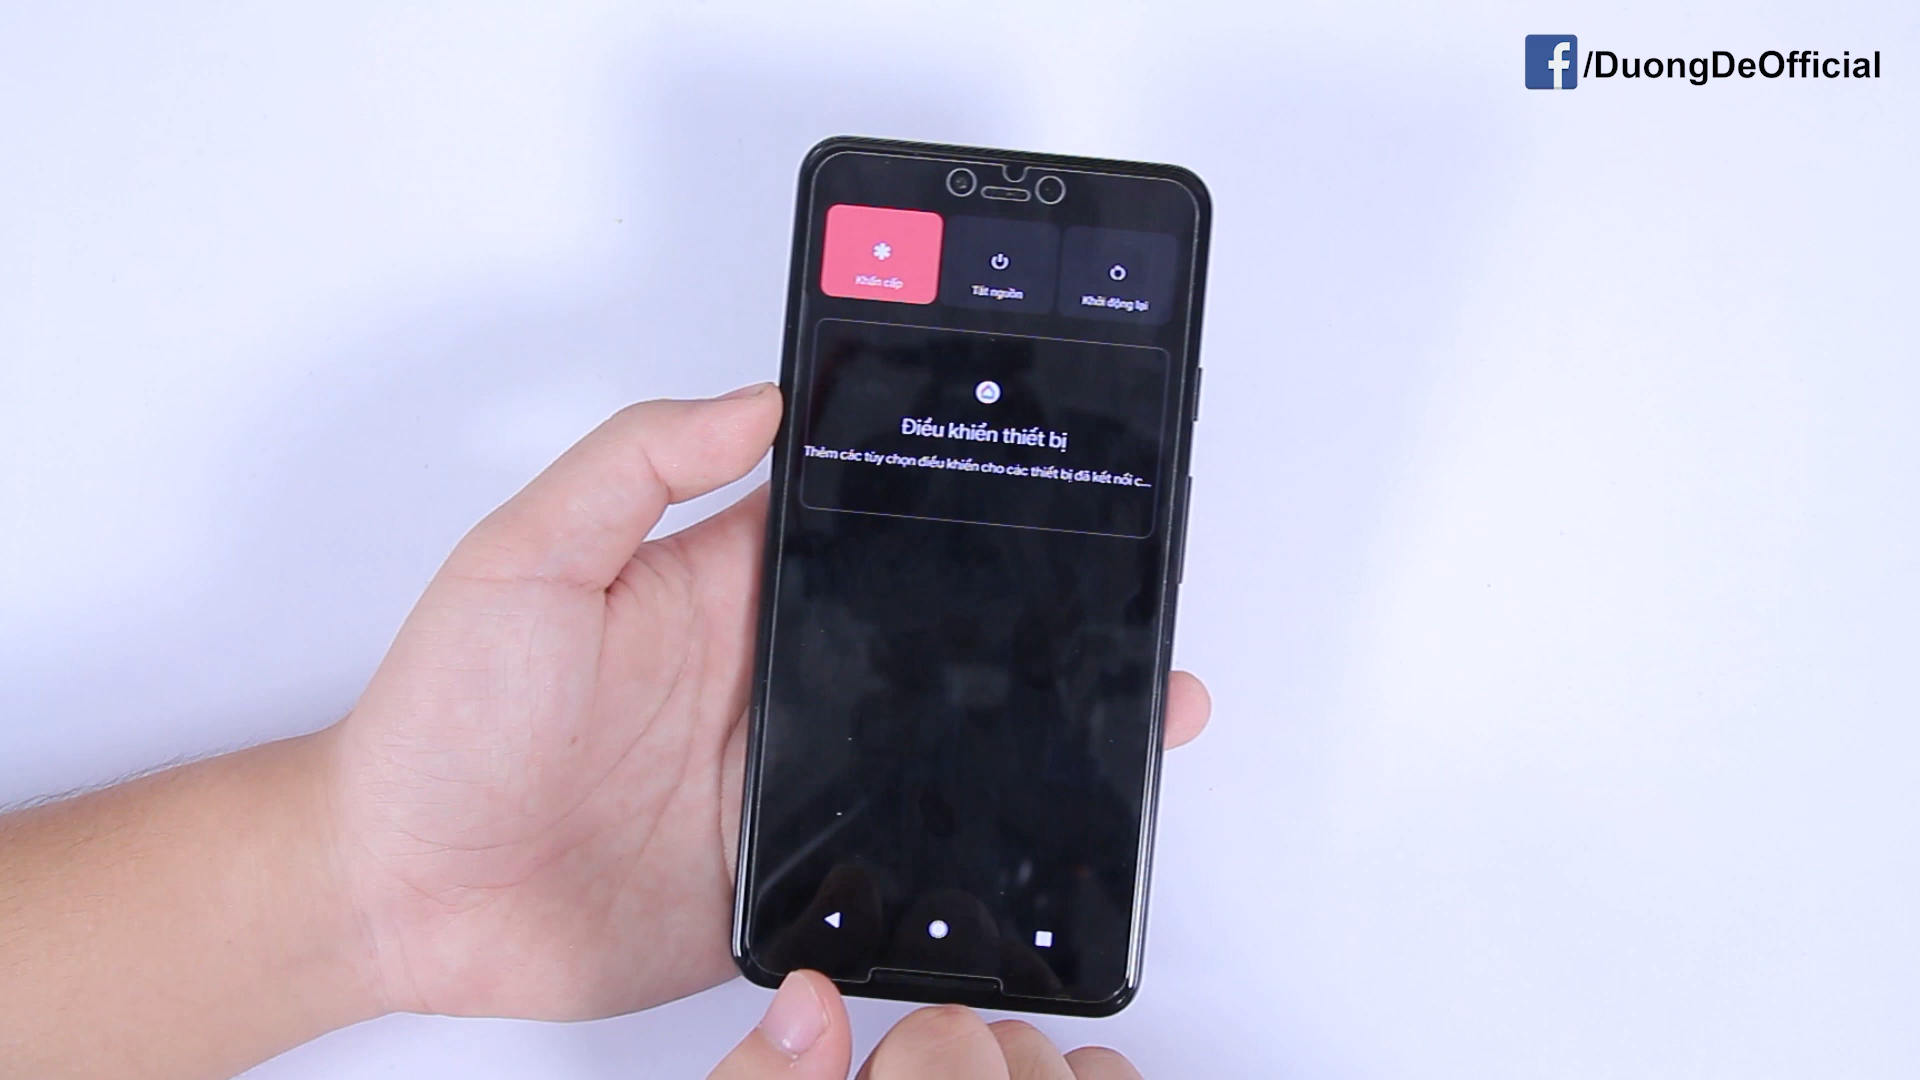 /DuongDeOfficial
Khẩn cấp
Tắt nguồn
Khởi động lại
Điều khiển thiết bị
Thêm các tùy chọn điều khiển cho các thiết bị đã kết nối c...